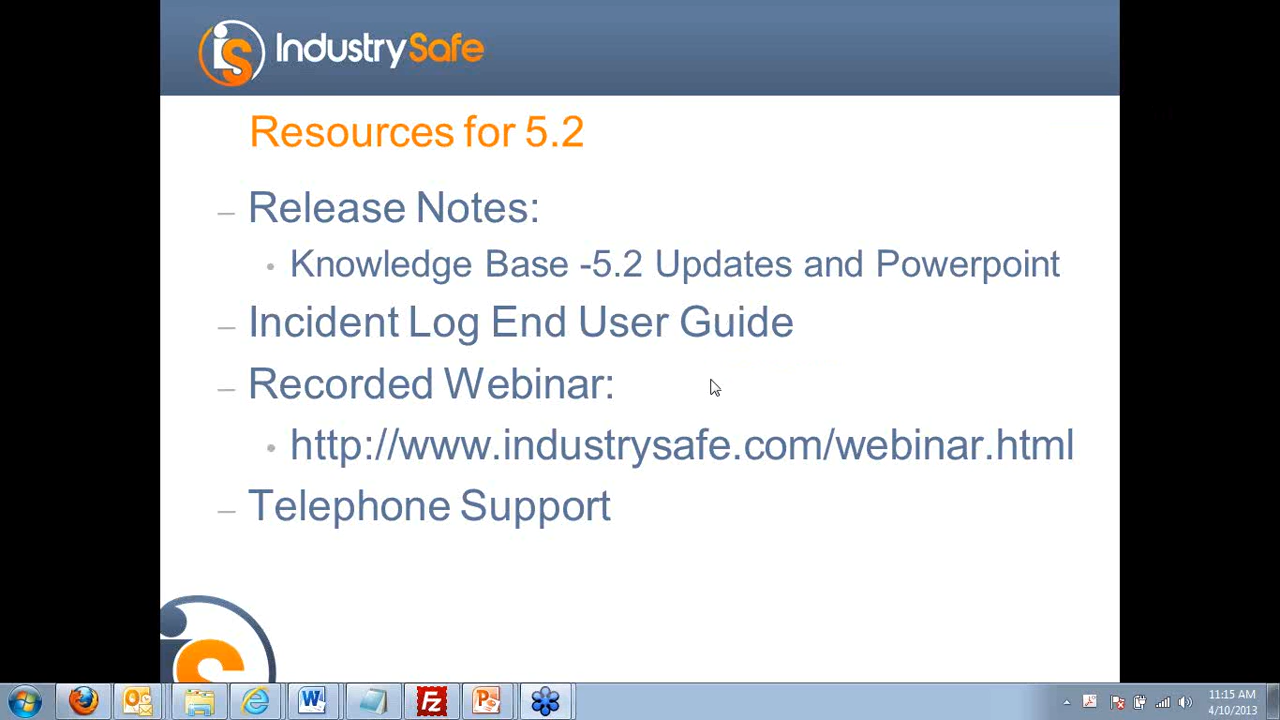 IndustrySafe
Resources for 5.2
– Release Notes:
• Knowledge Base -5.2 Updates and Powerpoint
– Incident Log End User Guide
– Recorded Webinar:
• http://www.industrysafe.com/webinar.html
– Telephone Support
11:15 AM
4/10/2013